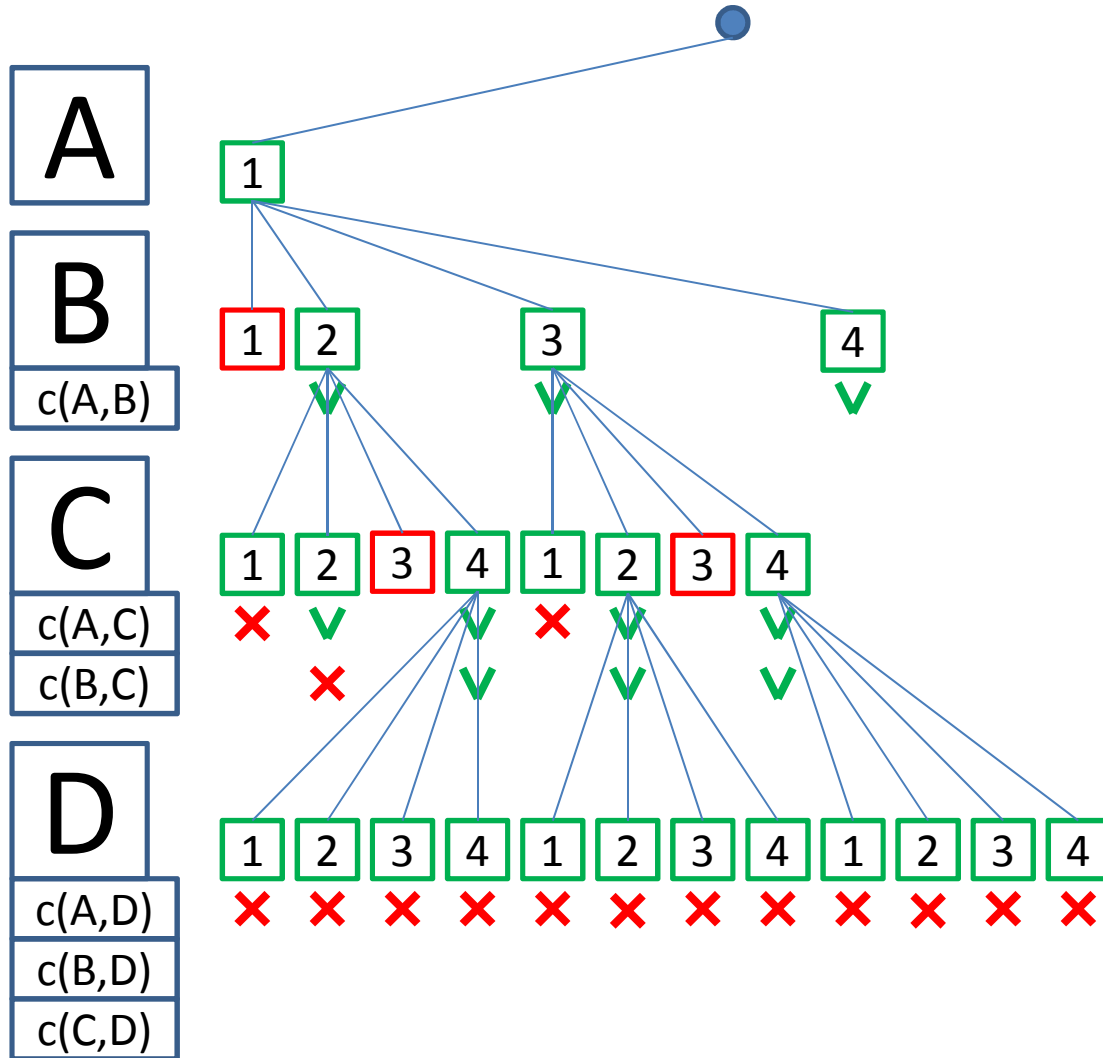 A
1
B
1 2 3 4
c(A,B)
C
1 2 3 4 1 2 3 4
c(A,C)
c(B,C)
D
1 2 3 4 1 2 3 4 1 2 3 4
c(A,D)
c(B,D)
c(C,D)